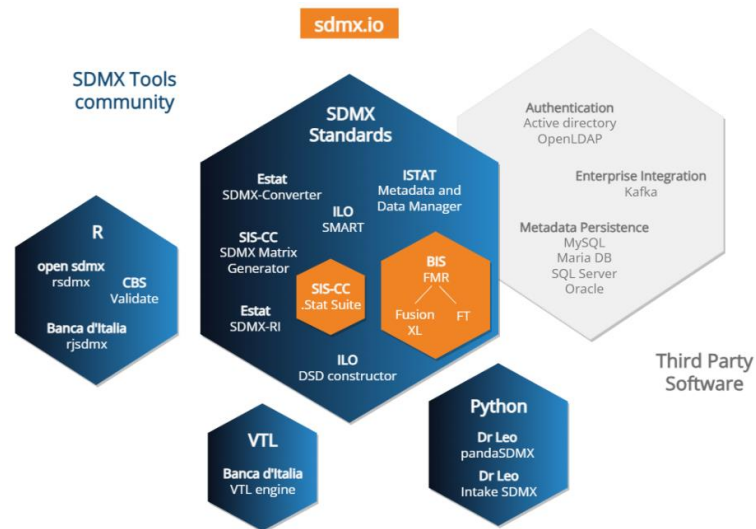 sdmx.io
SDMX Tools
community
SDMX
Standards
Estat
SDMX-Converter
ISTAT
Metadata and
Data Manager
ILO
SMART
SIS-CC
SDMX Matrix
Generator
BIS
FMR
Fusion
XL
FT
SIS-CC
.Stat Suite
Estat
SDMX-RI
ILO
DSD constructor
Authentication
Active directory
OpenLDAP
Enterprise Integration
Kafka
Metadata Persistence
MySQL
Maria DB
SQL Server
Oracle
Third Party
Software
R
open sdmx
rsdmx
CBS
Validate
Banca d'Italia
rjsdmx
VTL
Banca d'Italia
VTL engine
Python
Dr Leo
pandaSDMX
Dr Leo
Intake SDMX